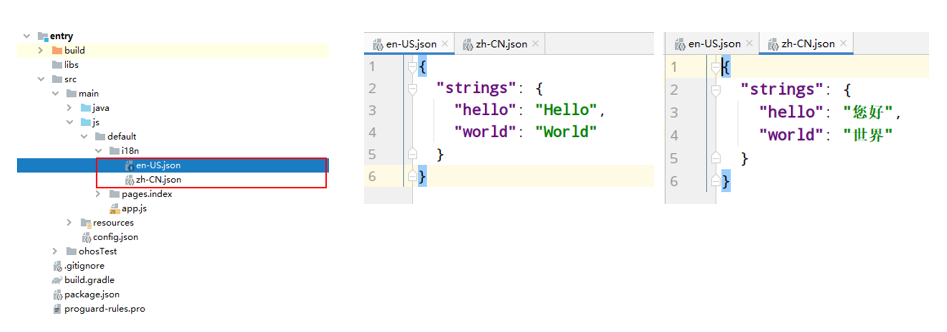 entry
build
libs
src
main
java
js
default
i18n
en-US.json
zh-CN.json
pages.index
app.js
resources
config.json
ohosTest
.gitignore
build.gradle
package.json
proguard-rules.pro
en-US.json zh-CN.json
1 {
2 "strings": {
3 "hello": "Hello",
4 "world": "World"
5 }
6 }
en-US.json zh-CN.json
1 {
2 "strings": {
3 "hello": "您好",
4 "world": "世界"
5 }
6 }